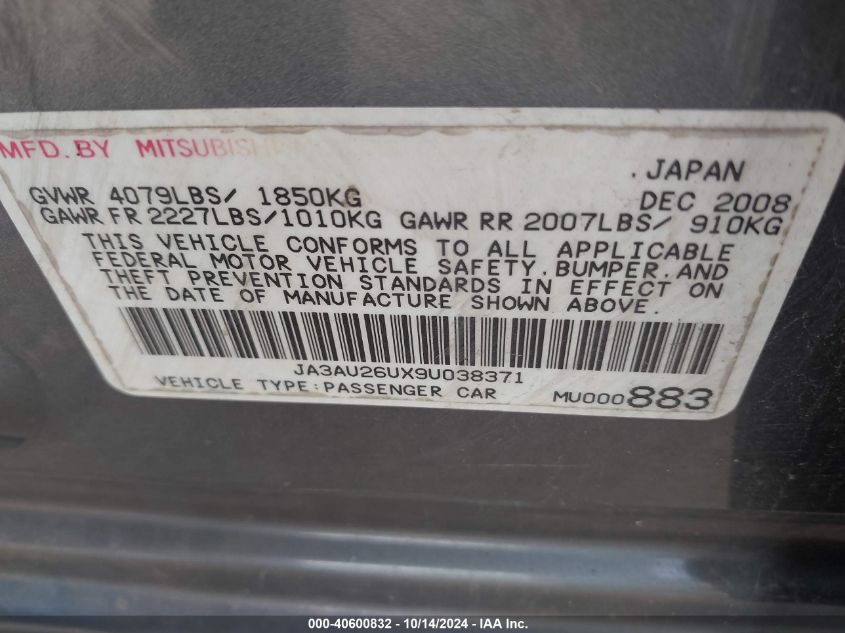 MFD. BY MITSUBISH
. JAPAN
GVWR 4079LBS/ 1850KG DEC 2008
GAWR FR 2227LBS/1010KG GAWR RR 2007LBS/ 910KG
THIS VEHICLE CONFORMS TO ALL APPLICABLE
FEDERAL MOTOR VEHICLE SAFETY, BUMPER, AND
THEFT PREVENTION STANDARDS IN EFFECT ON
THE DATE OF MANUFACTURE SHOWN ABOVE.
JA3AU26UX9U038371
VEHICLE TYPE:PASSENGER CAR MU000883
000-40600832 - 10/14/2024 - IAA Inc.